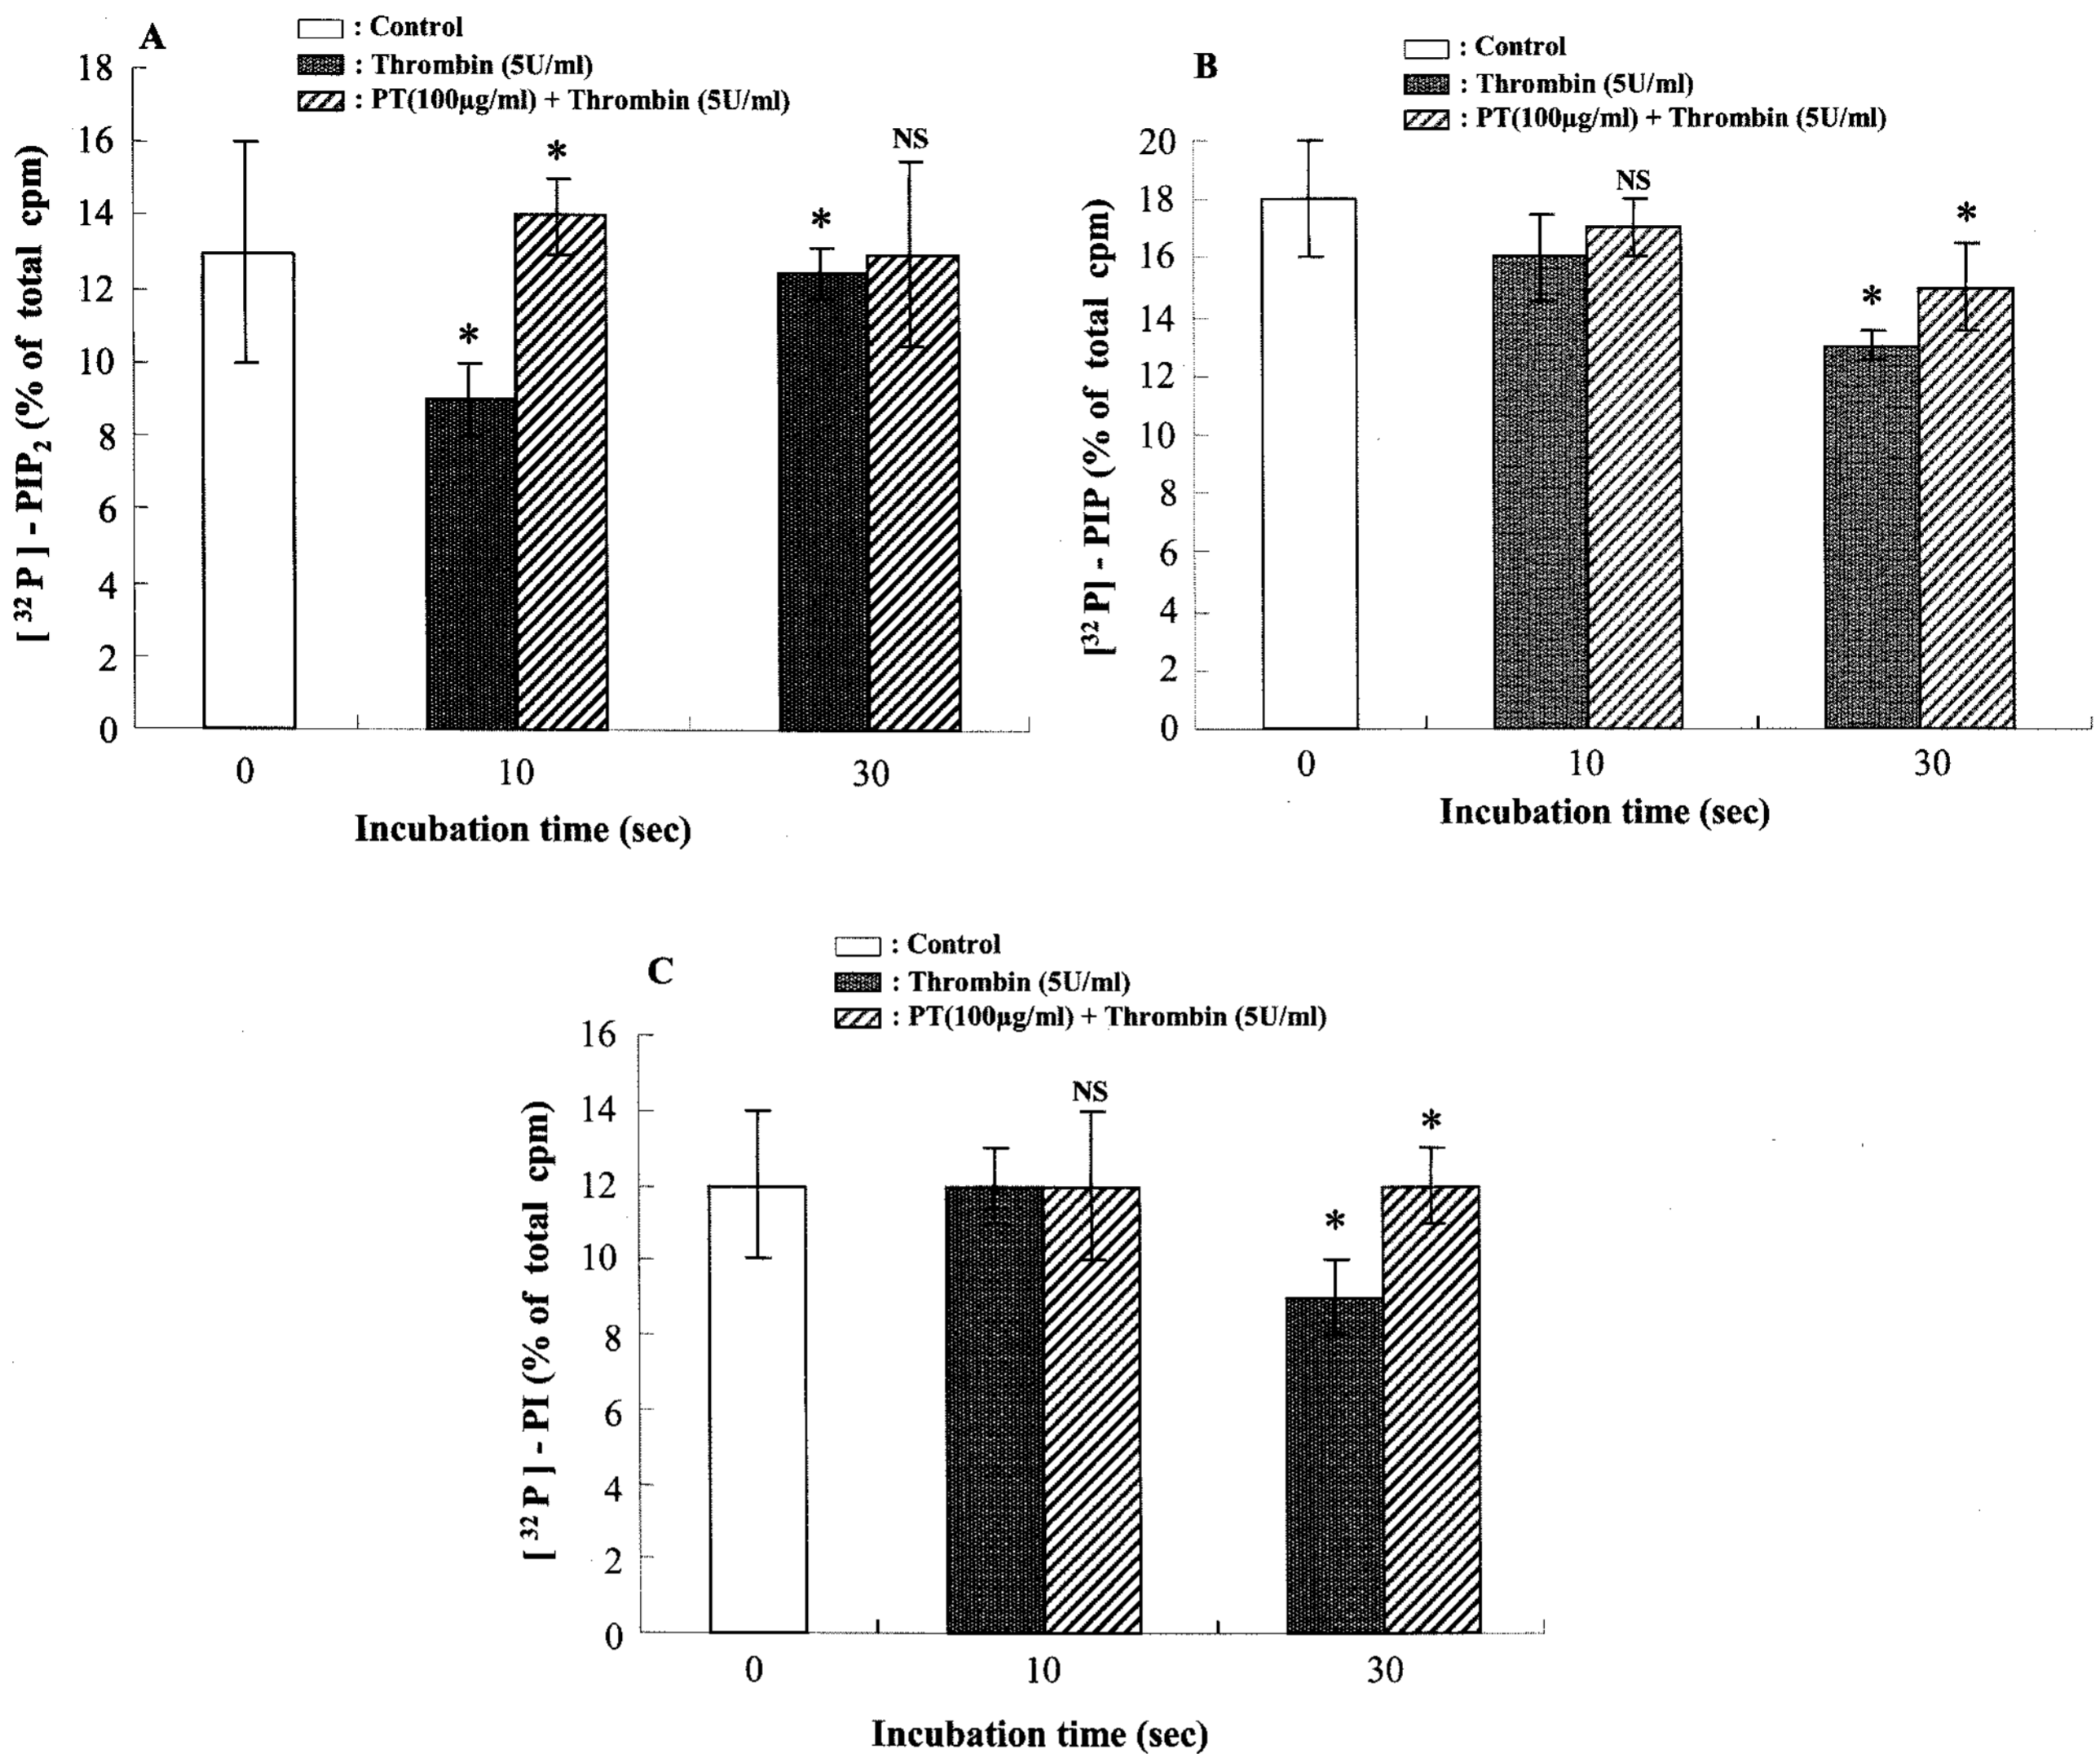 A
: Control
: Thrombin (5U/ml)
: PT(100µg/ml) + Thrombin (5U/ml)
18
16
14
12
10
8
6
4
2
0
[ ³² P ] - PIP₂ (% of total cpm)
*
*
*
NS
0 10 30
Incubation time (sec)
B
: Control
: Thrombin (5U/ml)
: PT(100µg/ml) + Thrombin (5U/ml)
20
18
16
14
12
10
8
6
4
2
0
[³² P] - PIP (% of total cpm)
NS
*
*
0 10 30
Incubation time (sec)
C
: Control
: Thrombin (5U/ml)
: PT(100µg/ml) + Thrombin (5U/ml)
16
14
12
10
8
6
4
2
0
[ ³² P ] - PI (% of total cpm)
NS
*
*
0 10 30
Incubation time (sec)